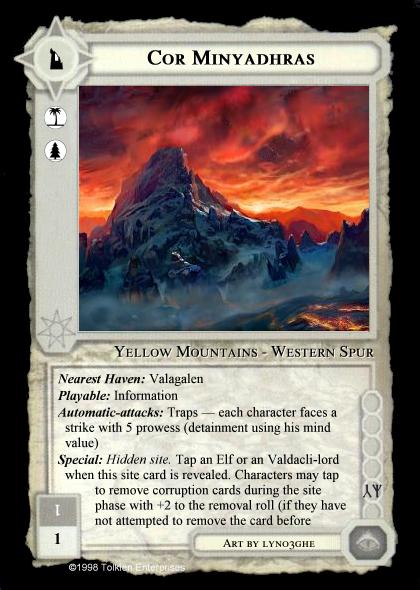 Cor Minyadhras
Yellow Mountains - Western Spur
Nearest Haven: Valagalen
Playable: Information
Automatic-attacks: Traps — each character faces a
strike with 5 prowess (detainment using his mind
value)
Special: Hidden site. Tap an Elf or an Valdacli-lord
when this site card is revealed. Characters may tap
to remove corruption cards during the site
phase with +2 to the removal roll (if they have
not attempted to remove the card before
1
1
Art by lyno3ghe
©1998 Tolkien Enterprises